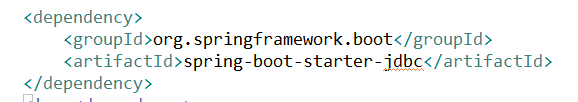 <dependency>
<groupId>org.springframework.boot</groupId>
<artifactId>spring-boot-starter-jdbc</artifactId>
</dependency>